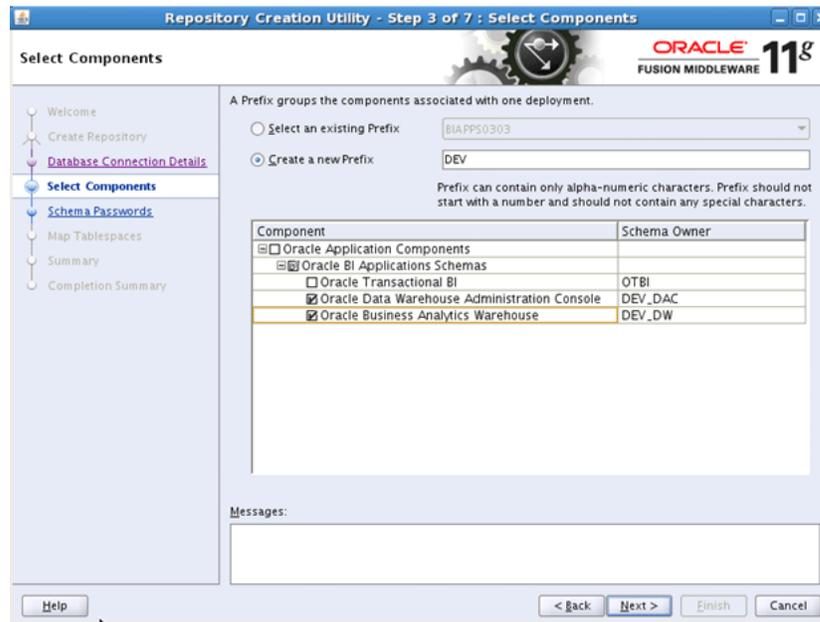 Repository Creation Utility - Step 3 of 7 : Select Components
Select Components
ORACLE
FUSION MIDDLEWARE
11g
Welcome
Create Repository
Database Connection Details
Select Components
Schema Passwords
Map Tablespaces
Summary
Completion Summary
A Prefix groups the components associated with one deployment.
Select an existing Prefix BIAPPS0303
Create a new Prefix DEV
Prefix can contain only alpha-numeric characters. Prefix should not
start with a number and should not contain any special characters.
Component Schema Owner
Oracle Application Components
Oracle BI Applications Schemas
Oracle Transactional BI OTBI
Oracle Data Warehouse Administration Console DEV_DAC
Oracle Business Analytics Warehouse DEV_DW
Messages:
Help < Back Next > Finish Cancel